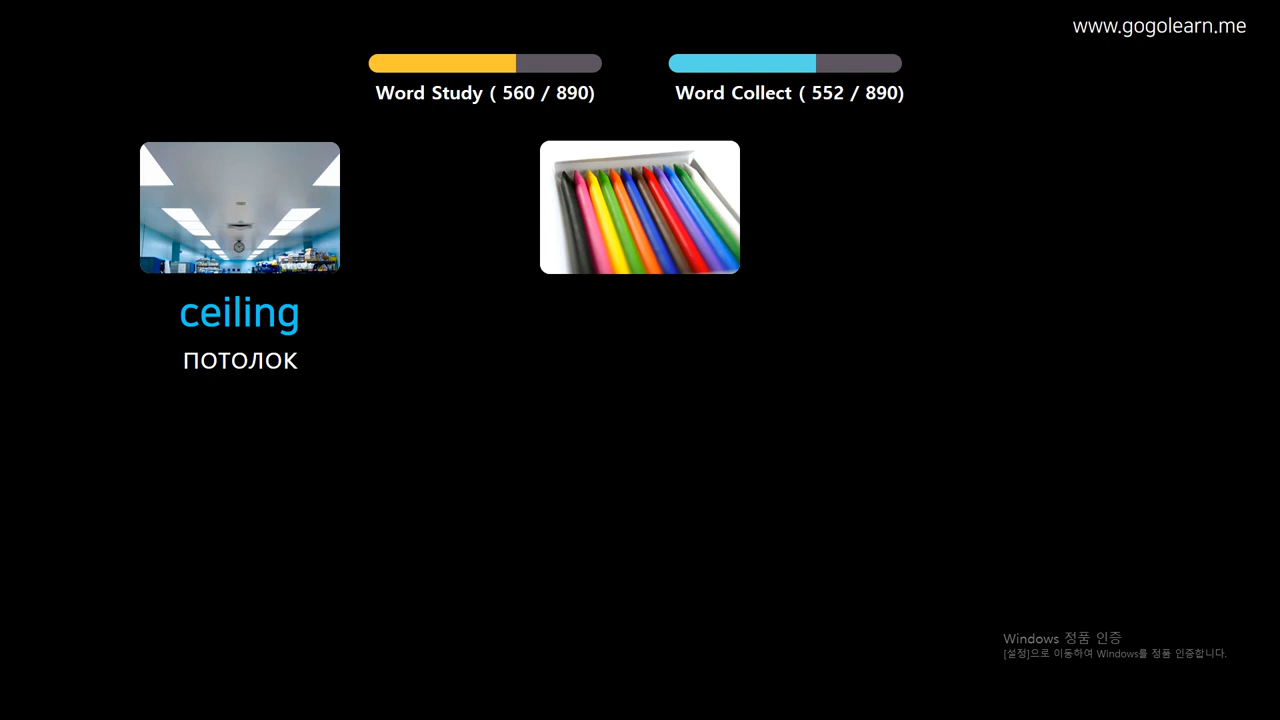 www.gogolearn.me
Word Study ( 560 / 890)
Word Collect ( 552 / 890)
ceiling
потолок
Windows 정품 인증
[설정]으로 이동하여 Windows를 정품 인증합니다.